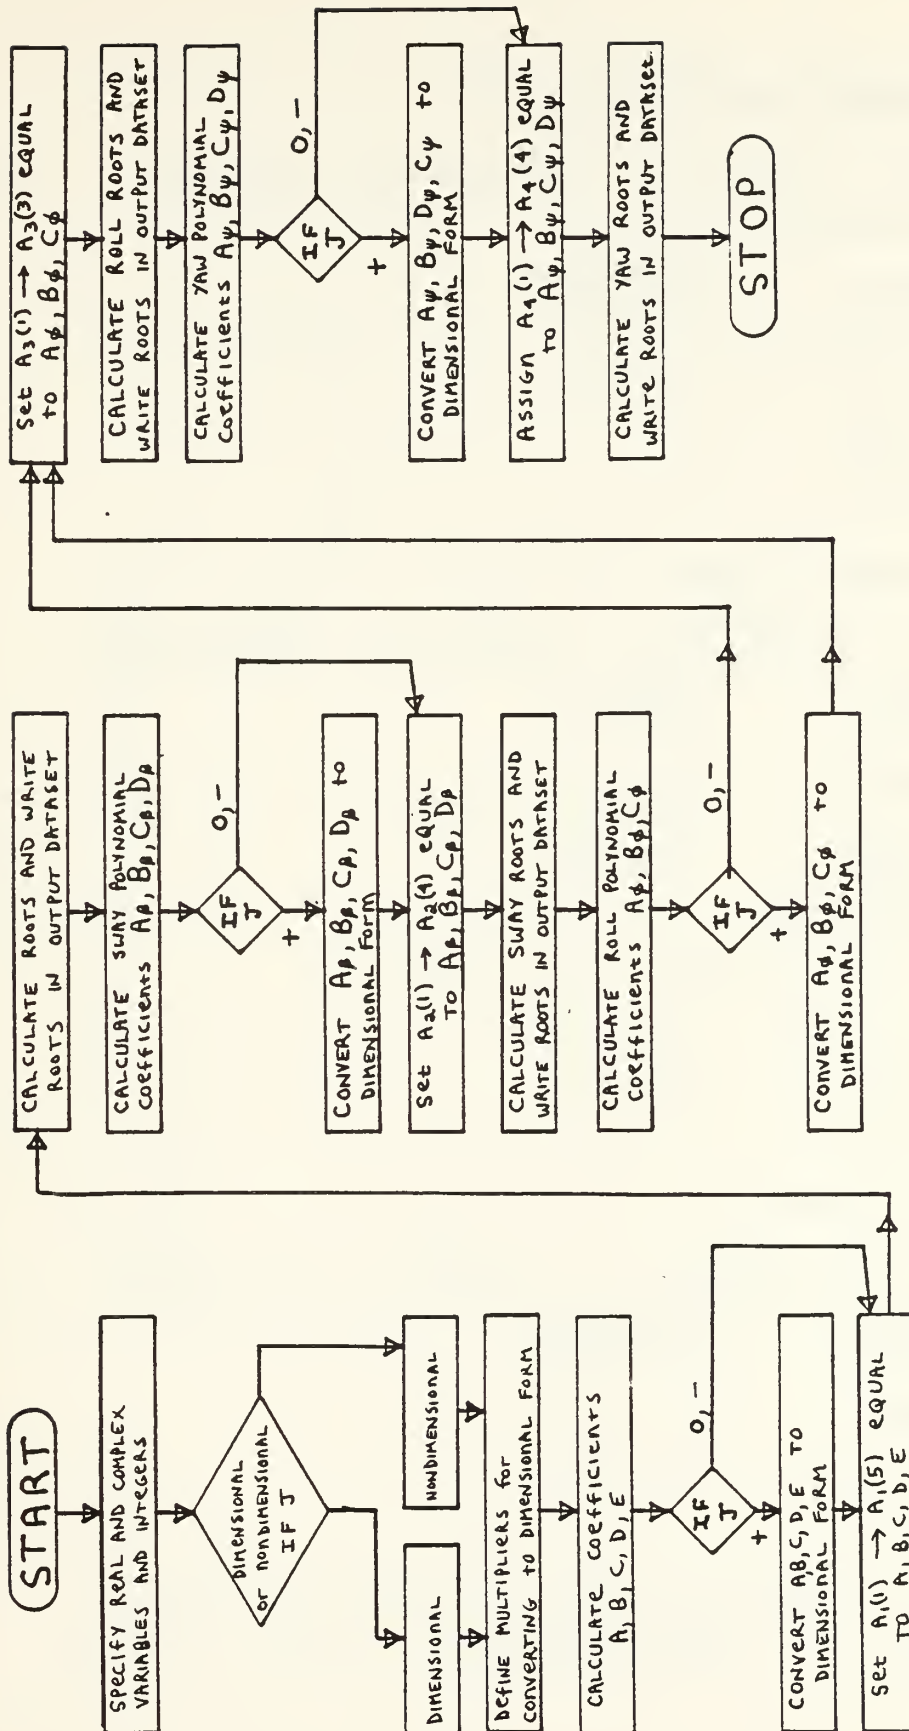 START
SPECIFY REAL AND COMPLEX
VARIABLES AND INTEGERS
DIMENSIONAL
or NONDIMENSIONAL
IF J
DIMENSIONAL
NONDIMENSIONAL
DEFINE MULTIPLIERS for
CONVERTING TO DIMENSIONAL FORM
CALCULATE COEFFICIENTS
A, B, C, D, E
IF
J
0, -
+
CONVERT A,B, C, D, E TO
DIMENSIONAL FORM
Set A₁(1) → A₁(5) EQUAL
TO A, B, C, D, E
CALCULATE ROOTS AND WRITE
ROOTS IN OUTPUT DATASET
CALCULATE SWAY POLYNOMIAL
Coefficients Aβ, Bβ, Cβ, Dβ
IF
J
0, -
+
CONVERT Aβ, Bβ, Cβ, Dβ to
DIMENSIONAL FORM
Set A₂(1) → A₂(4) EQUAL
TO Aβ, Bβ, Cβ, Dβ
CALCULATE SWAY ROOTS AND
WRITE ROOTS IN OUTPUT DATASET
CALCULATE ROLL POLYNOMIAL
Coefficients Aφ, Bφ, Cφ
IF
J
0, -
+
CONVERT Aφ, Bφ, Cφ to
DIMENSIONAL FORM
Set A₃(1) → A₃(3) EQUAL
to Aφ, Bφ, Cφ
CALCULATE ROLL ROOTS AND
WRITE ROOTS IN OUTPUT DATASET
CALCULATE YAW POLYNOMIAL
Coefficients Aψ, Bψ, Cψ, Dψ
IF
J
0, -
+
CONVERT Aψ, Bψ, Dψ, Cψ to
DIMENSIONAL FORM
ASSIGN A₄(1) → A₄(4) EQUAL
to Aψ, Bψ, Cψ, Dψ
CALCULATE YAW ROOTS AND
WRITE ROOTS IN OUTPUT DATASET
STOP